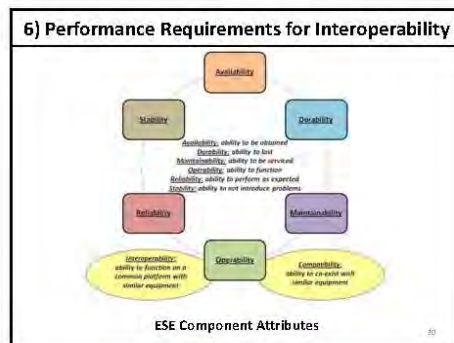 6) Performance Requirements for Interoperability
Availability
Stability
Durability
Availability: ability to be obtained
Durability: ability to last
Maintainability: ability to be serviced
Operability: ability to function
Reliability: ability to perform as expected
Stability: ability to not introduce problems
Reliability
Maintainability
Operability
Interoperability:
ability to function on a
common platform with
similar equipment
Compatibility:
ability to co-exist with
similar equipment
ESE Component Attributes